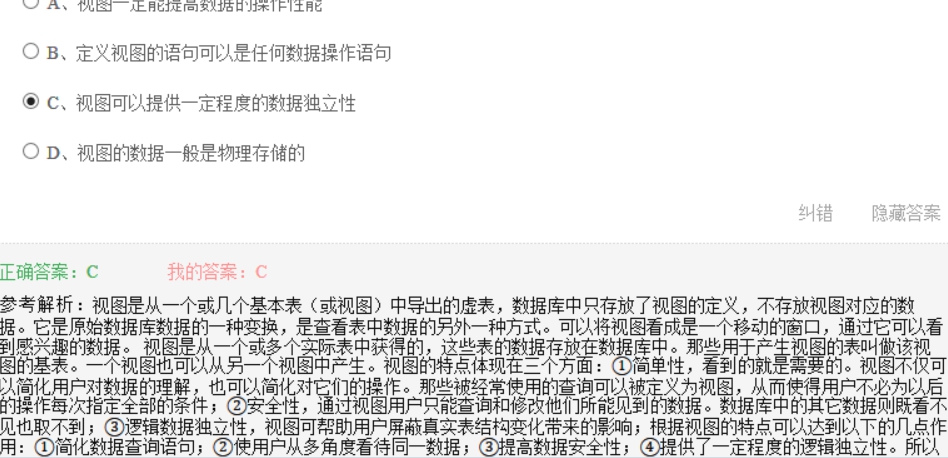 A、视图一定能提高数据的操作性能
B、定义视图的语句可以是任何数据操作语句
C、视图可以提供一定程度的数据独立性
D、视图的数据一般是物理存储的
纠错 隐藏答案
正确答案：C 我的答案：C
参考解析：视图是从一个或几个基本表（或视图）中导出的虚表，数据库中只存放了视图的定义，不存放视图对应的数
据。它是原始数据库数据的一种变换，是查看表中数据的另外一种方式。可以将视图看成是一个移动的窗口，通过它可以看
到感兴趣的数据。 视图是从一个或多个实际表中获得的，这些表的数据存放在数据库中。那些用于产生视图的表叫做该视
图的基表。一个视图也可以从另一个视图中产生。视图的特点体现在三个方面：①简单性，看到的就是需要的。视图不仅可
以简化用户对数据的理解，也可以简化对它们的操作。那些被经常使用的查询可以被定义为视图，从而使得用户不必为以后
的操作每次指定全部的条件；②安全性，通过视图用户只能查询和修改他们所能见到的数据。数据库中的其它数据则既看不
见也取不到；③逻辑数据独立性，视图可帮助用户屏蔽真实表结构变化带来的影响；根据视图的特点可以达到以下的几点作
用：①简化数据查询语句；②使用户从多角度看待同一数据；③提高数据安全性；④提供了一定程度的逻辑独立性。所以